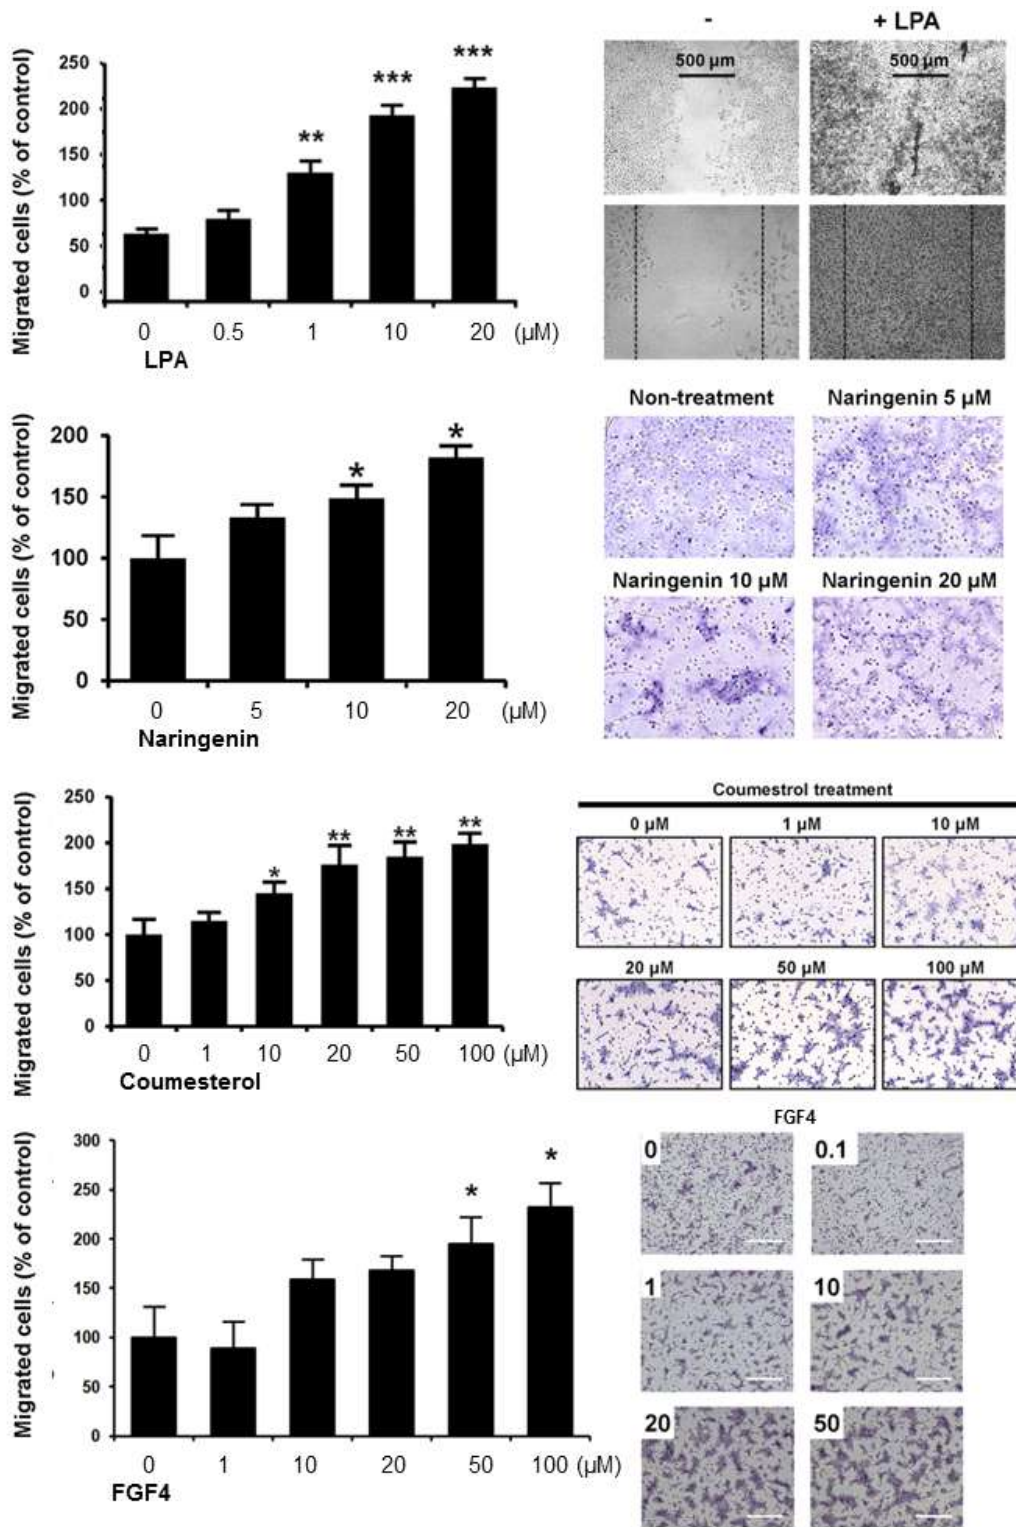 - + LPA
Migrated cells (% of control)
250
200
150
100
50
0
** *** ***
0 0.5 1 10 20 (µM)
LPA
500 µm 500 µm
Migrated cells (% of control)
200
150
100
50
0
* *
0 5 10 20 (µM)
Naringenin
Non-treatment Naringenin 5 µM
Naringenin 10 µM Naringenin 20 µM
Migrated cells (% of control)
250
200
150
100
50
0
* ** ** **
0 1 10 20 50 100 (µM)
Coumesterol
Coumestrol treatment
0 µM 1 µM 10 µM
20 µM 50 µM 100 µM
Migrated cells (% of control)
300
250
200
150
100
50
0
* *
0 1 10 20 50 100 (µM)
FGF4
FGF4
0 0.1
1 10
20 50